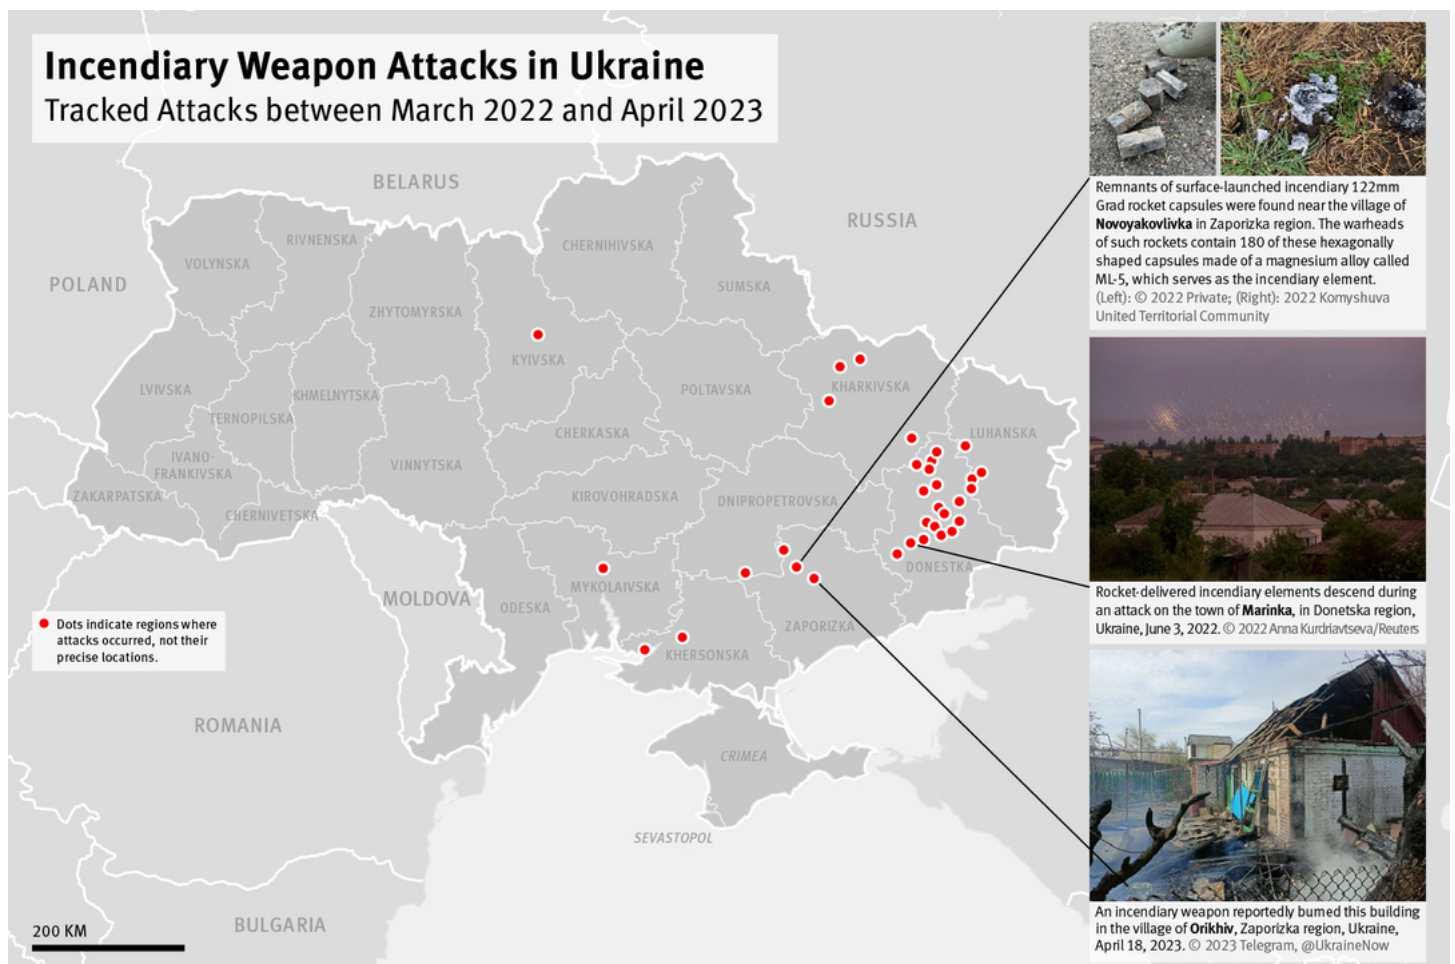 Incendiary Weapon Attacks in Ukraine
Tracked Attacks between March 2022 and April 2023
BELARUS
RUSSIA
POLAND
VOLYNSKA
RIVNENSKA
CHERNIHIVSKA
SUMSKA
ZHYTOMYRSKA
KYIVSKA
LVIVSKA
TERNOPILSKA
KHMELNYTSKA
POLTAVSKA
KHARKIVSKA
CHERKASKA
LUHANSKA
IVANO-
FRANKIVSKA
VINNYTSKA
ZAKARPATSKA
CHERNIVETSKA
KIROVOHRADSKA
DNIPROPETROVSKA
DONESTKA
MYKOLAIVSKA
MOLDOVA
ODESKA
ZAPORIZKA
KHERSONSKA
Dots indicate regions where
attacks occurred, not their
precise locations.
ROMANIA
CRIMEA
SEVASTOPOL
BULGARIA
200 KM
Remnants of surface-launched incendiary 122mm
Grad rocket capsules were found near the village of
Novoyakovlivka in Zaporizka region. The warheads
of such rockets contain 180 of these hexagonally
shaped capsules made of a magnesium alloy called
ML-5, which serves as the incendiary element.
(Left): © 2022 Private; (Right): 2022 Komyshuva
United Territorial Community
Rocket-delivered incendiary elements descend during
an attack on the town of Marinka, in Donetska region,
Ukraine, June 3, 2022. © 2022 Anna Kurdriavtseva/Reuters
An incendiary weapon reportedly burned this building
in the village of Orikhiv, Zaporizka region, Ukraine,
April 18, 2023. © 2023 Telegram, @UkraineNow